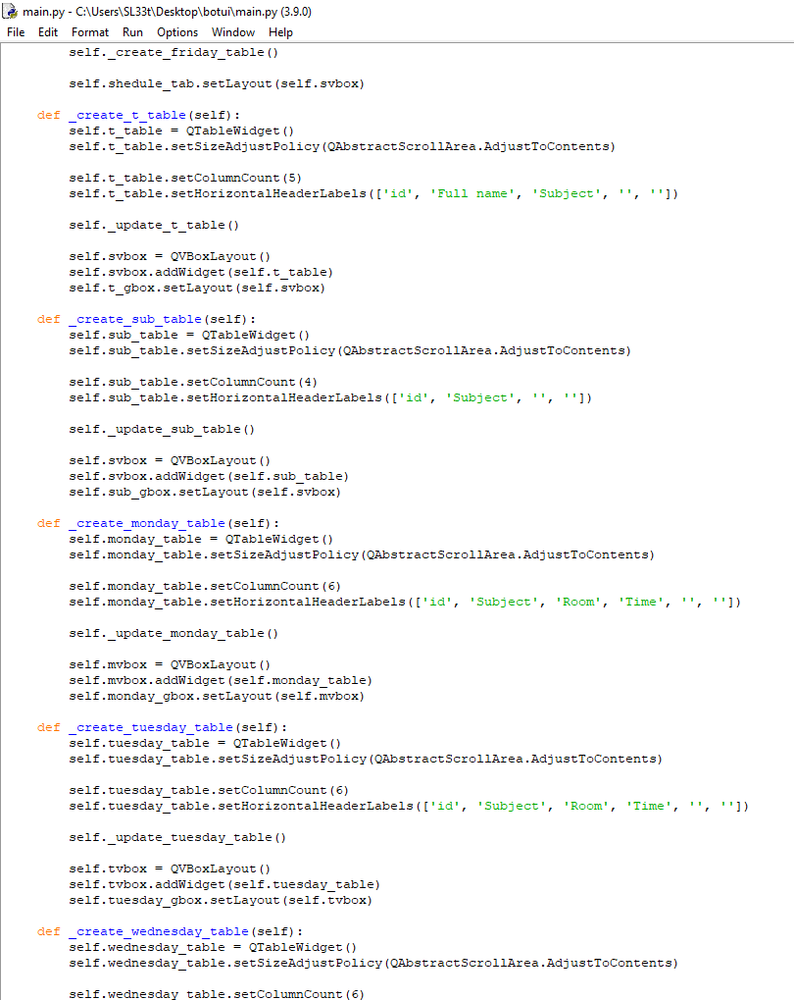 main.py - C:\Users\SL33t\Desktop\botui\main.py (3.9.0)
File Edit Format Run Options Window Help
        self._create_friday_table()

        self.shedule_tab.setLayout(self.svbox)

    def _create_t_table(self):
        self.t_table = QTableWidget()
        self.t_table.setSizeAdjustPolicy(QAbstractScrollArea.AdjustToContents)

        self.t_table.setColumnCount(5)
        self.t_table.setHorizontalHeaderLabels(['id', 'Full name', 'Subject', '', ''])

        self._update_t_table()

        self.svbox = QVBoxLayout()
        self.svbox.addWidget(self.t_table)
        self.t_gbox.setLayout(self.svbox)

    def _create_sub_table(self):
        self.sub_table = QTableWidget()
        self.sub_table.setSizeAdjustPolicy(QAbstractScrollArea.AdjustToContents)

        self.sub_table.setColumnCount(4)
        self.sub_table.setHorizontalHeaderLabels(['id', 'Subject', '', ''])

        self._update_sub_table()

        self.svbox = QVBoxLayout()
        self.svbox.addWidget(self.sub_table)
        self.sub_gbox.setLayout(self.svbox)

    def _create_monday_table(self):
        self.monday_table = QTableWidget()
        self.monday_table.setSizeAdjustPolicy(QAbstractScrollArea.AdjustToContents)

        self.monday_table.setColumnCount(6)
        self.monday_table.setHorizontalHeaderLabels(['id', 'Subject', 'Room', 'Time', '', ''])

        self._update_monday_table()

        self.mvbox = QVBoxLayout()
        self.mvbox.addWidget(self.monday_table)
        self.monday_gbox.setLayout(self.mvbox)

    def _create_tuesday_table(self):
        self.tuesday_table = QTableWidget()
        self.tuesday_table.setSizeAdjustPolicy(QAbstractScrollArea.AdjustToContents)

        self.tuesday_table.setColumnCount(6)
        self.tuesday_table.setHorizontalHeaderLabels(['id', 'Subject', 'Room', 'Time', '', ''])

        self._update_tuesday_table()

        self.tvbox = QVBoxLayout()
        self.tvbox.addWidget(self.tuesday_table)
        self.tuesday_gbox.setLayout(self.tvbox)

    def _create_wednesday_table(self):
        self.wednesday_table = QTableWidget()
        self.wednesday_table.setSizeAdjustPolicy(QAbstractScrollArea.AdjustToContents)

        self.wednesday_table.setColumnCount(6)